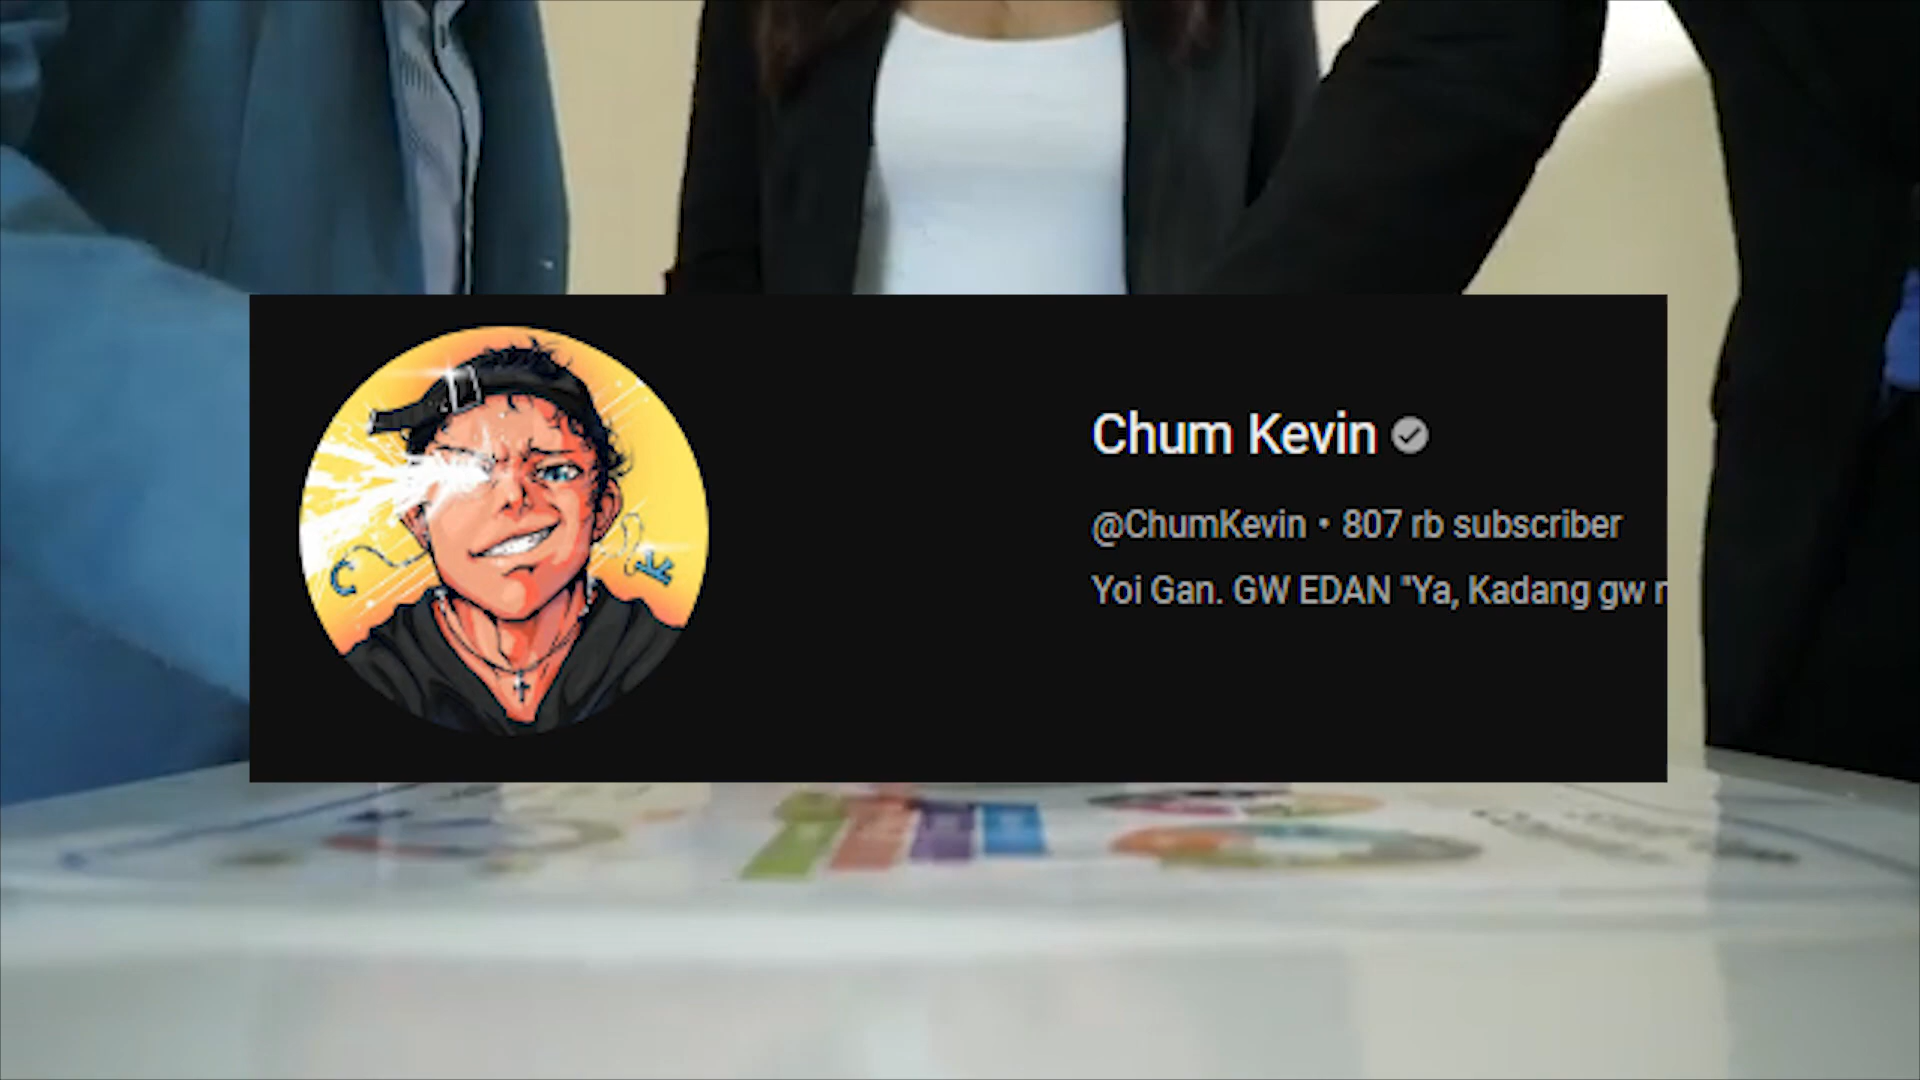 Chum Kevin
@ChumKevin • 807 rb subscriber
Yoi Gan. GW EDAN "Ya, Kadang gw